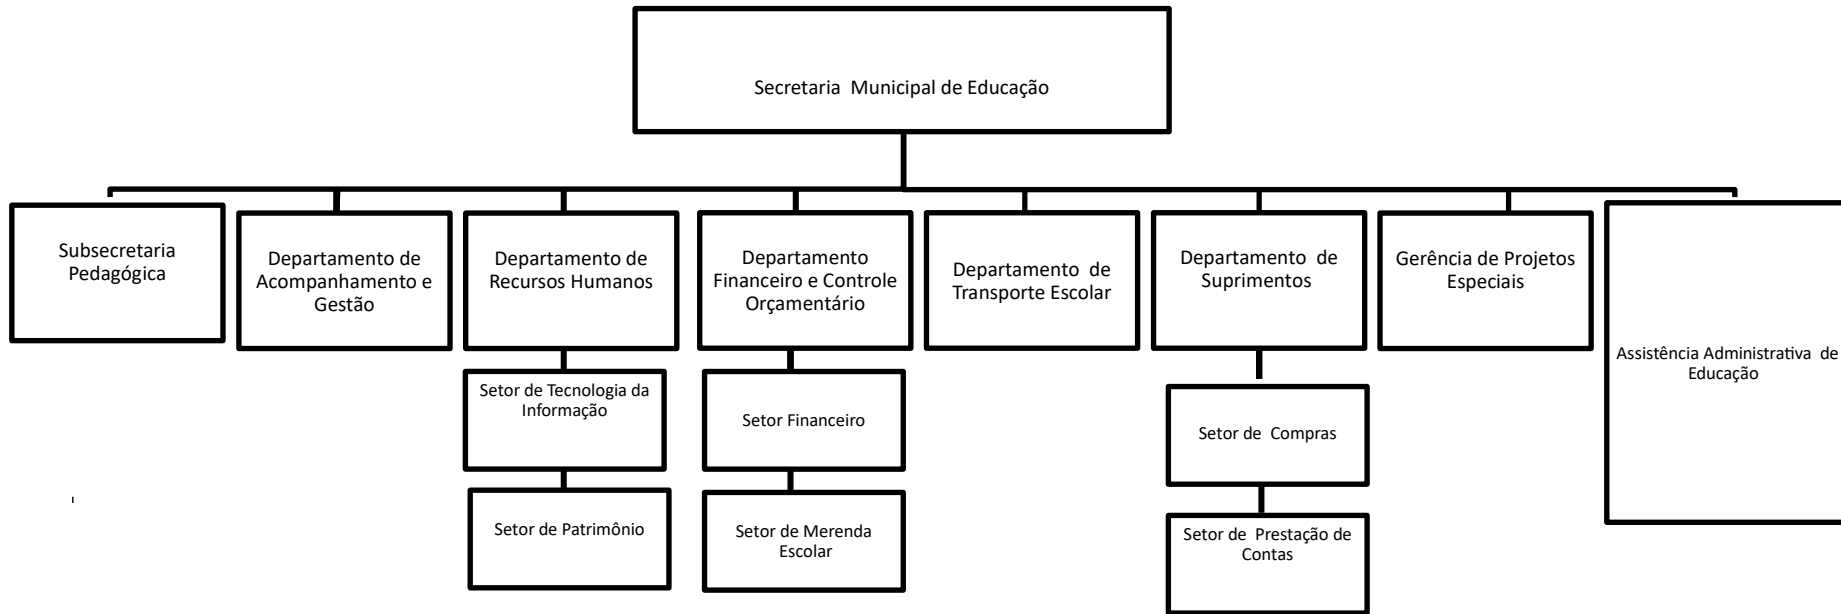 Secretaria Municipal de Educação
Subsecretaria
Pedagógica
Departamento de
Acompanhamento e
Gestão
Departamento de
Recursos Humanos
Departamento
Financeiro e Controle
Orçamentário
Departamento de
Transporte Escolar
Departamento de
Suprimentos
Gerência de Projetos
Especiais
Assistência Administrativa de
Educação
Setor de Tecnologia da
Informação
Setor Financeiro
Setor de Compras
Setor de Patrimônio
Setor de Merenda
Escolar
Setor de Prestação de
Contas